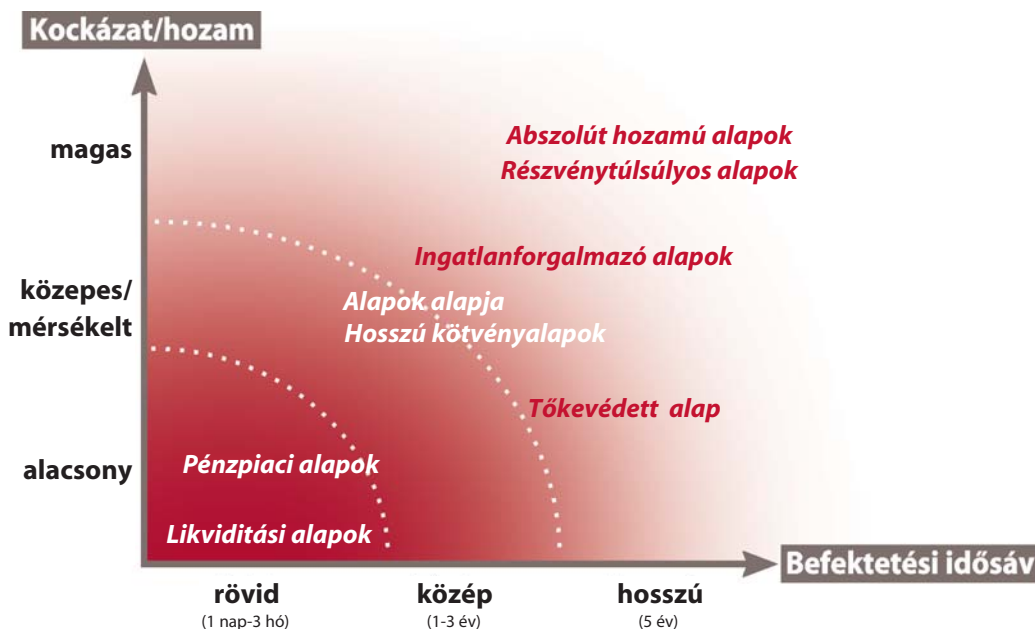 Kockázat/hozam
magas
Abszolút hozamú alapok
Részvénytúlsúlyos alapok
Ingatlanforgalmazó alapok
közepes/
mérsékelt
Alapok alapja
Hosszú kötvényalapok
Tőkevédett alap
alacsony
Pénzpiaci alapok
Likviditási alapok
Befektetési idősáv
rövid
(1 nap-3 hó)
közép
(1-3 év)
hosszú
(5 év)